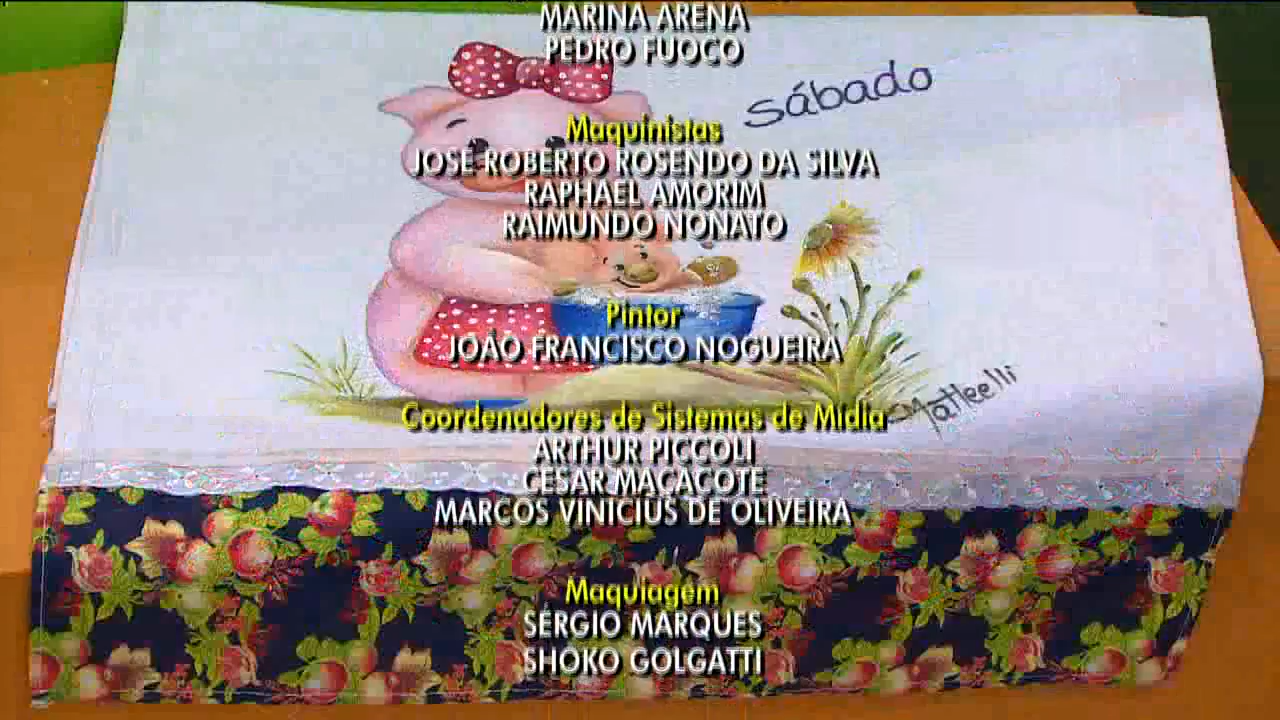 MARINA ARENA
PEDRO FUOCO
Sábado
Maquinistas
JOSÉ ROBERTO ROSENDO DA SILVA
RAPHAEL AMORIM
RAIMUNDO NONATO
Pintor
JOÃO FRANCISCO NOGUEIRA
Matleelli
Coordenadores de Sistemas de Mídia
ARTHUR PICCOLI
CESAR MACACOTE
MARCOS VINICIUS DE OLIVEIRA
Maquiagem
SÉRGIO MARQUES
SHOKO GOLGATTI